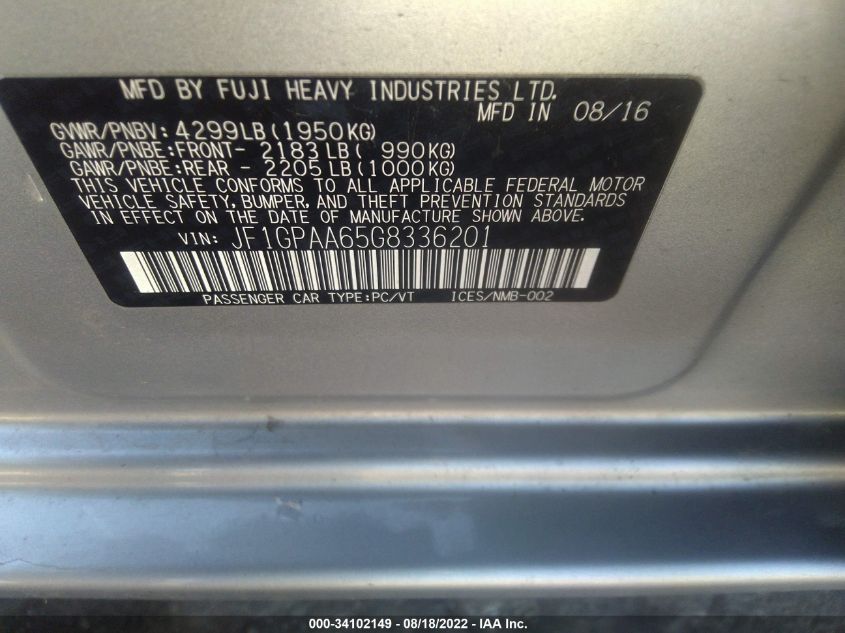 MFD BY FUJI HEAVY INDUSTRIES LTD.
MFD IN 08/16
GVWR/PNBV: 4299LB(1950KG)
GAWR/PNBE:FRONT- 2183LB( 990KG)
GAWR/PNBE:REAR - 2205LB(1000KG)
THIS VEHICLE CONFORMS TO ALL APPLICABLE FEDERAL MOTOR
VEHICLE SAFETY, BUMPER, AND THEFT PREVENTION STANDARDS
IN EFFECT ON THE DATE OF MANUFACTURE SHOWN ABOVE.
VIN: JF1GPAA65G8336201
PASSENGER CAR TYPE:PC/VT ICES/NMB-002
000-34102149 - 08/18/2022 - IAA Inc.